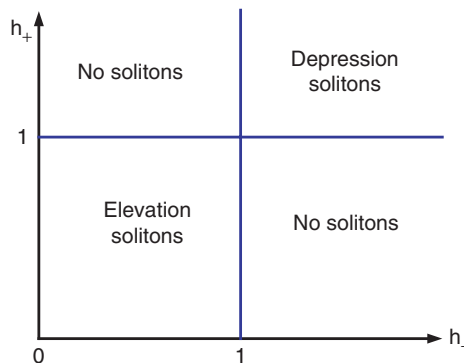 h+
No solitons
Depression
solitons
1
Elevation
solitons
No solitons
0
1
h-